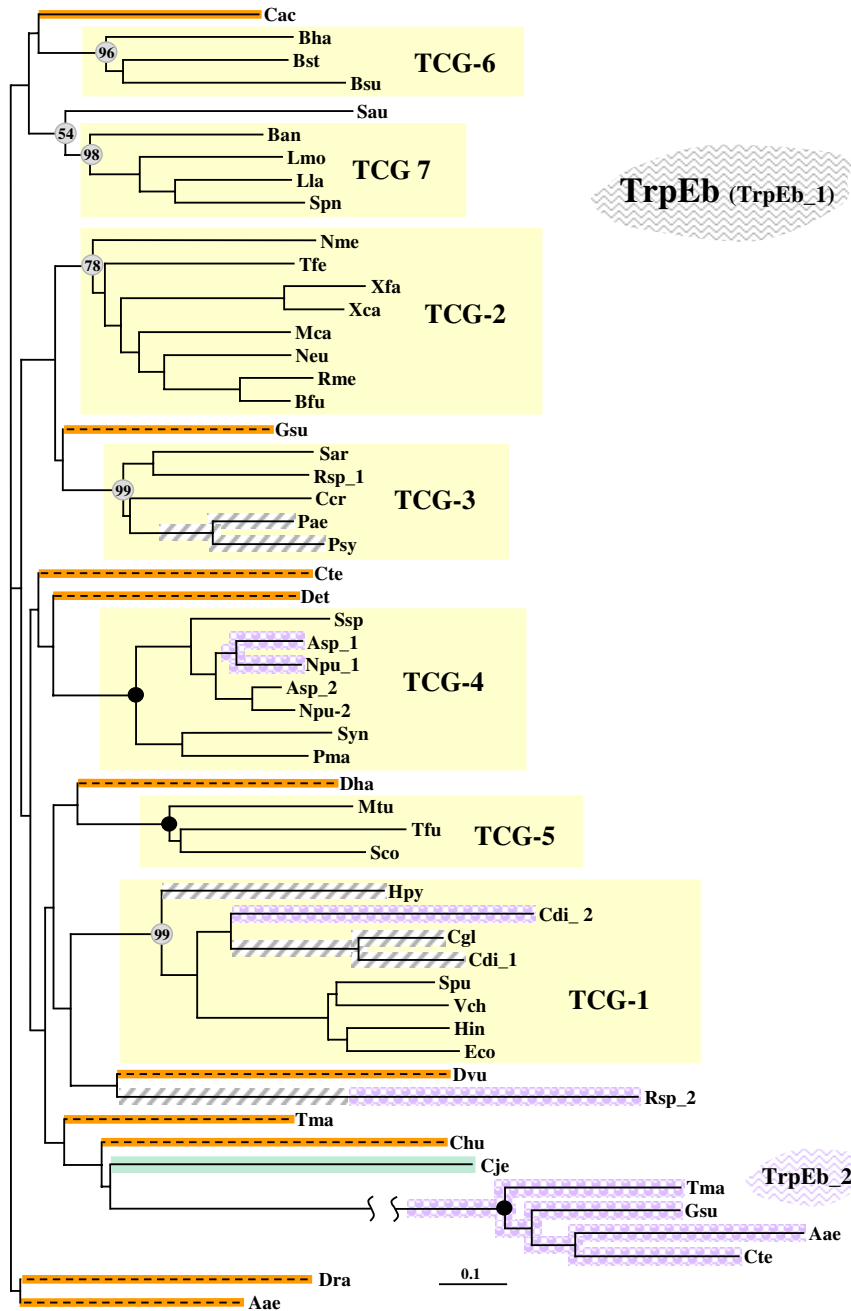 Cac
Bha
96
Bst
TCG-6
Bsu
Sau
54
Ban
98
Lmo
TCG 7
Lla
Spn
TrpEb (TrpEb_1)
Nme
78
Tfe
Xfa
Xca
TCG-2
Mca
Neu
Rme
Bfu
Gsu
Sar
Rsp_1
99
Ccr
TCG-3
Pae
Psy
Cte
Det
Ssp
Asp_1
Npu_1
TCG-4
Asp_2
Npu-2
Syn
Pma
Dha
Mtu
Tfu
TCG-5
Sco
Hpy
Cdi_ 2
99
Cgl
Cdi_1
Spu
TCG-1
Vch
Hin
Eco
Dvu
Rsp_2
Tma
Chu
Cje
TrpEb_2
Tma
Gsu
Aae
Cte
Dra
0.1
Aae